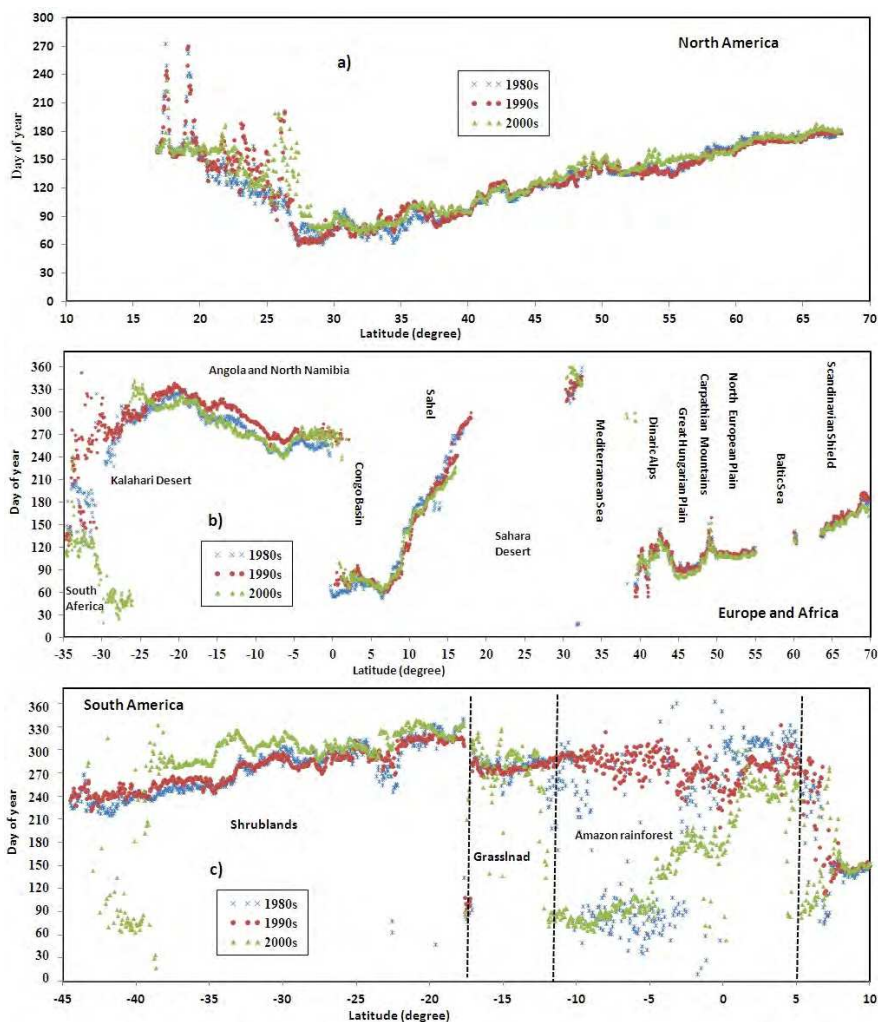 300
270
240
210
180
150
120
90
60
30
0
Day of year
North America
a)
1980s
1990s
2000s
10 15 20 25 30 35 40 45 50 55 60 65 70
Latitude (degree)
360
330
300
270
240
210
180
150
120
90
60
30
0
Day of year
Angola and North Namibia
Kalahari Desert
b)
South
Aferica
1980s
1990s
2000s
Congo Basin
Sahel
Sahara
Desert
Mediterranean Sea
Dinaric Alps
Great Hungarian Plain
Carpathian Mountains
North European Plain
Baltic Sea
Scandinavian Shield
Europe and Africa
-35 -30 -25 -20 -15 -10 -5 0 5 10 15 20 25 30 35 40 45 50 55 60 65 70
Latitude (degree)
360
330
300
270
240
210
180
150
120
90
60
30
0
Day of year
South America
Shrublands
Grasslnad
Amazon rainforest
c)
1980s
1990s
2000s
-45 -40 -35 -30 -25 -20 -15 -10 -5 0 5 10
Latitude (degree)